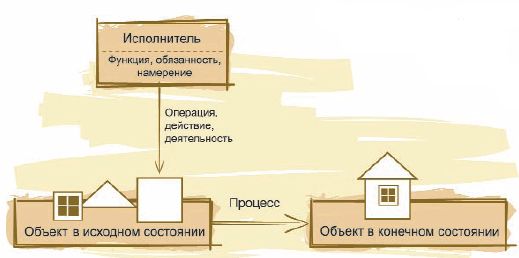 Исполнитель
Функция, обязанность,
намерение
Операция,
действие,
деятельность
Процесс
Объект в исходном состоянии
Объект в конечном состоянии